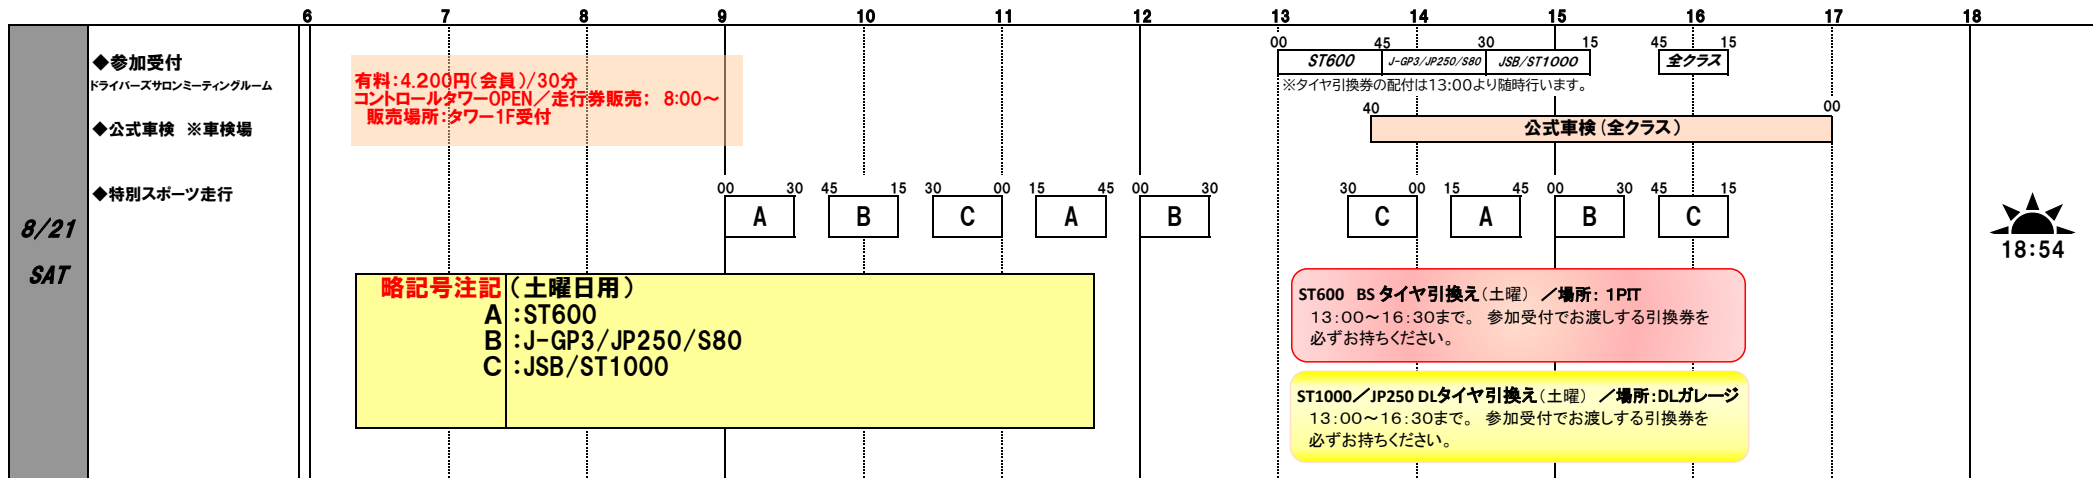 6 7 8 9 10 11 12 13 14 15 16 17 18
◆参加受付
ドライバーズサロンミーティングルーム
00 45 30 15 45 15
ST600 J-GP3/JP250/S80 JSB/ST1000 全クラス
※タイヤ引換券の配付は13:00より随時行います。
有料:4.200円(会員)/30分
コントロールタワーOPEN/走行券販売; 8:00~
販売場所:タワー1F受付
◆公式車検 ※車検場
40 00
公式車検(全クラス)
◆特別スポーツ走行
00 30 45 15 30 00 15 45 00 30 30 00 15 45 00 30 45 15
A B C A B C A B C
8/21
SAT
18:54
略記号注記(土曜日用)
A:ST600
B:J-GP3/JP250/S80
C:JSB/ST1000
ST600 BS タイヤ引換え(土曜) /場所: 1PIT
13:00~16:30まで。 参加受付でお渡しする引換券を
必ずお持ちください。
ST1000/JP250 DLタイヤ引換え(土曜) /場所:DLガレージ
13:00~16:30まで。 参加受付でお渡しする引換券を
必ずお持ちください。